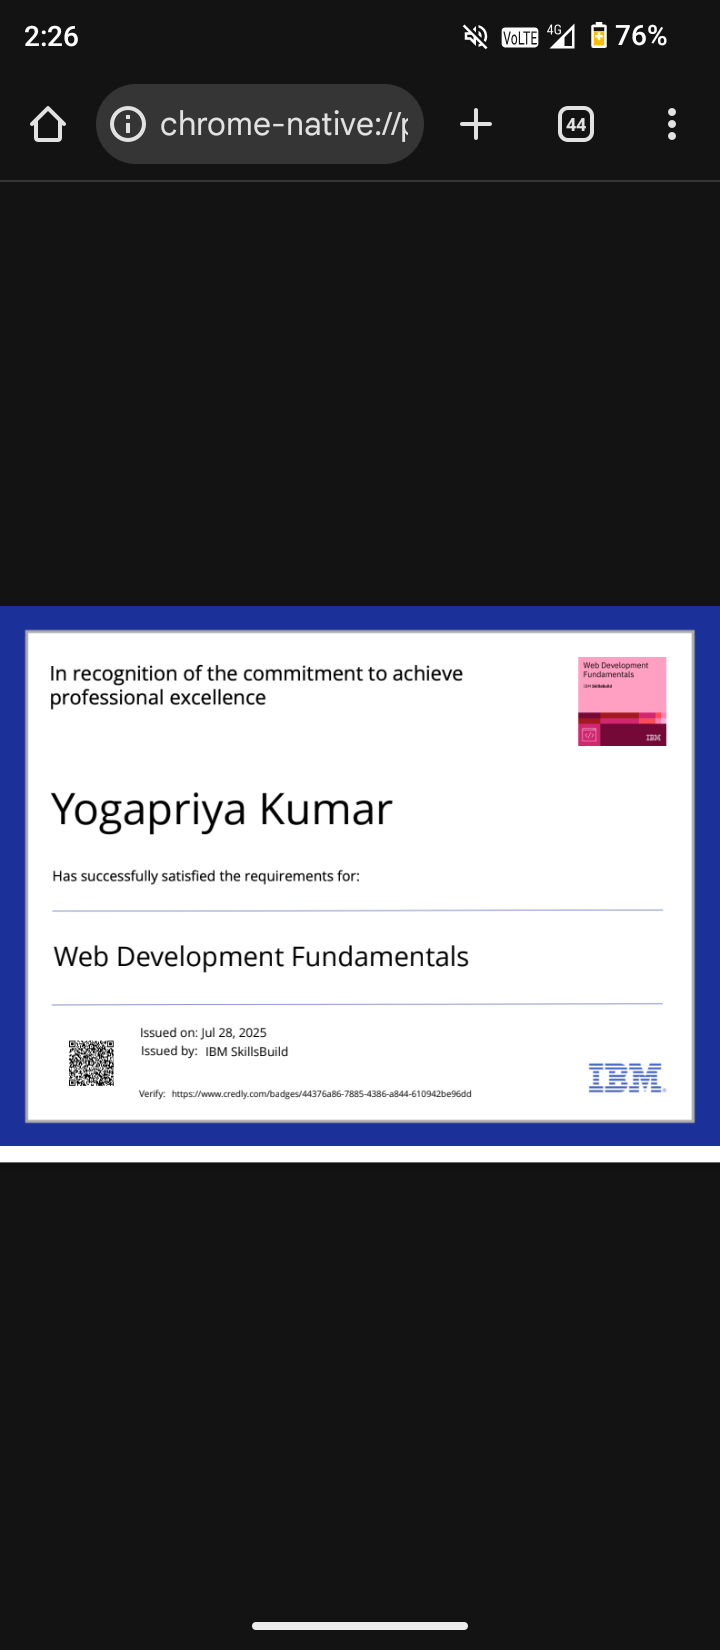 2:26
VoLTE 4G 76%
chrome-native://
44
In recognition of the commitment to achieve
professional excellence
Web Development
Fundamentals
IBM SkillsBuild
</>
IBM
Yogapriya Kumar
Has successfully satisfied the requirements for:
Web Development Fundamentals
Issued on: Jul 28, 2025
Issued by: IBM SkillsBuild
Verify: https://www.credly.com/badges/44376a86-7885-4386-a844-610942be96dd
IBM®